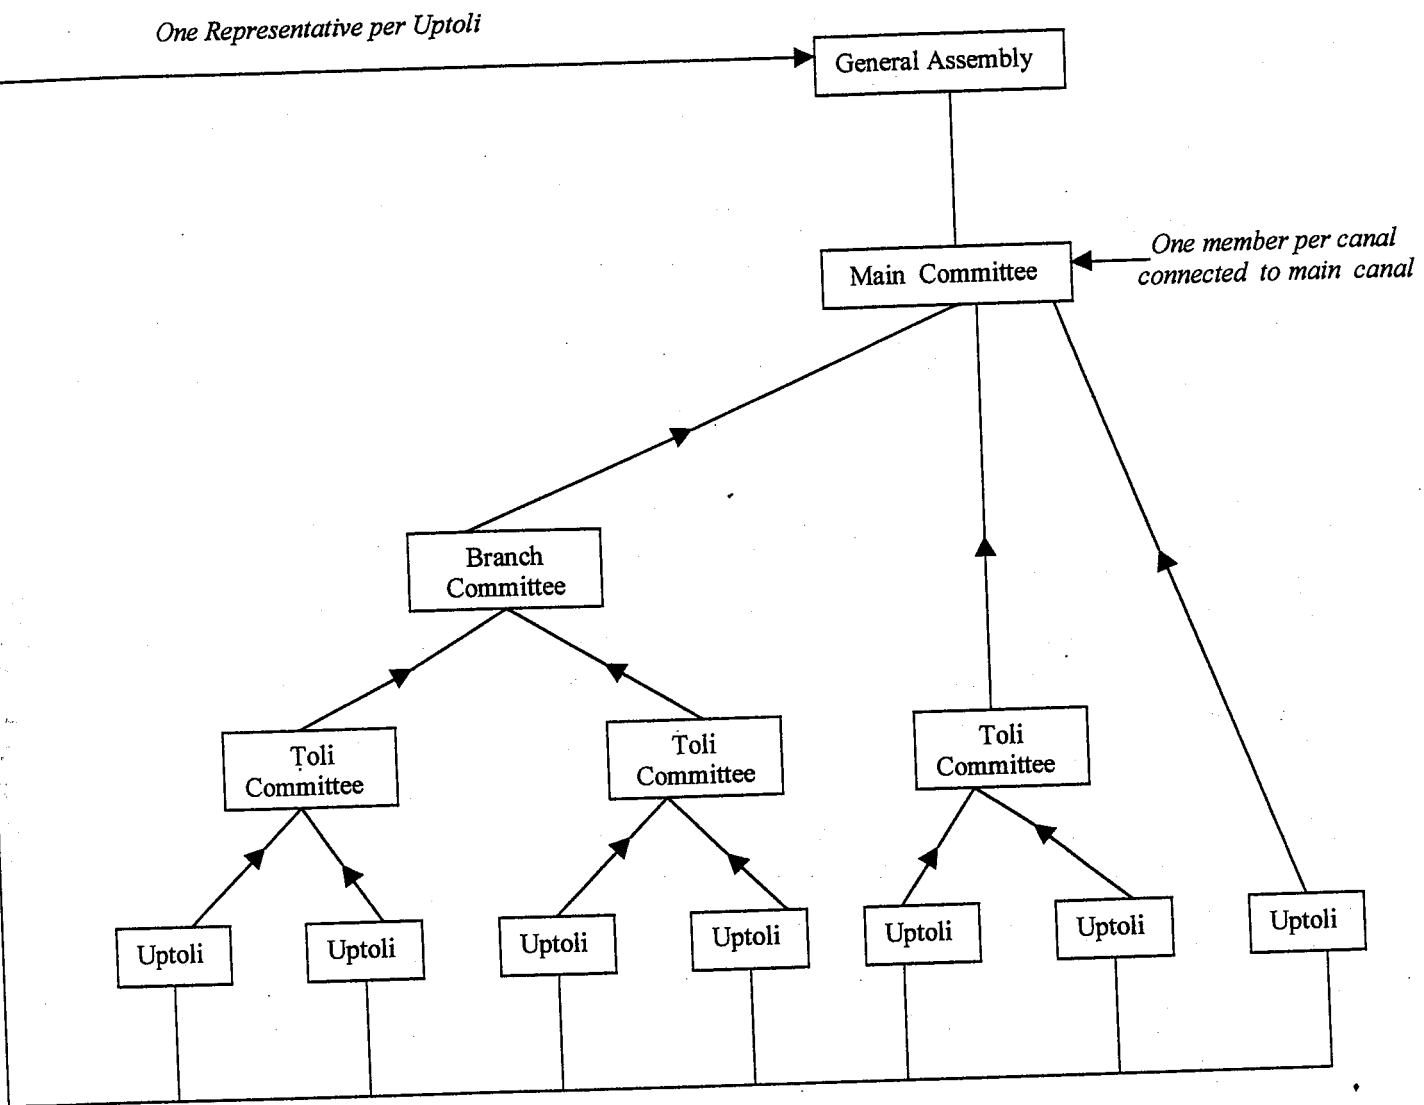 One Representative per Uptoli
General Assembly
One member per canal
connected to main canal
Main Committee
Branch
Committee
Toli
Committee
Toli
Committee
Toli
Committee
Uptoli
Uptoli
Uptoli
Uptoli
Uptoli
Uptoli
Uptoli